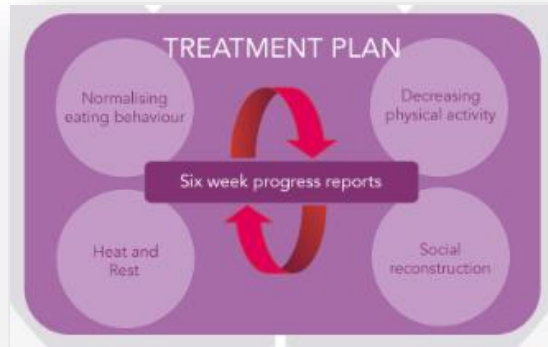 TREATMENT PLAN
Normalising
eating behaviour
Decreasing
physical activity
Six week progress reports
Heat and
Rest
Social
reconstruction